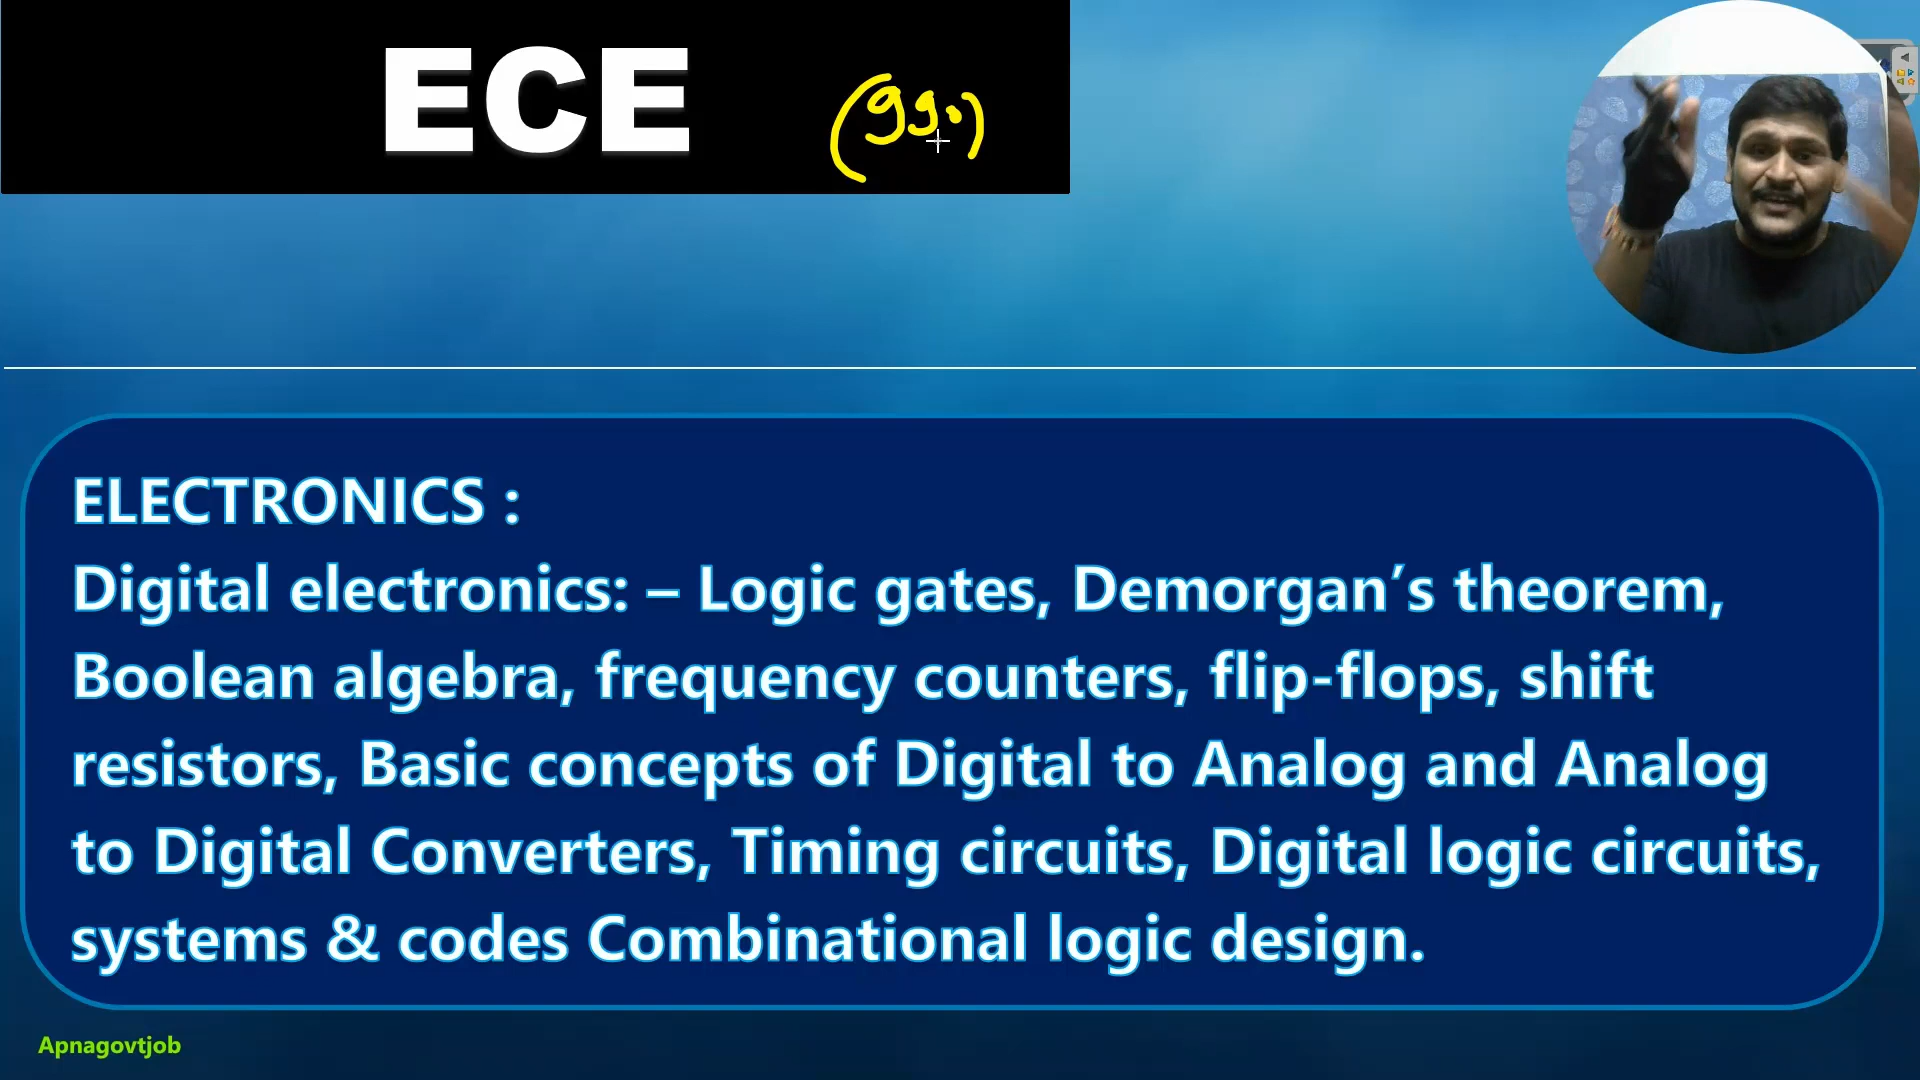 ECE
ELECTRONICS :
Digital electronics: – Logic gates, Demorgan’s theorem,
Boolean algebra, frequency counters, flip-flops, shift
resistors, Basic concepts of Digital to Analog and Analog
to Digital Converters, Timing circuits, Digital logic circuits,
systems & codes Combinational logic design.
Apnagovtjob